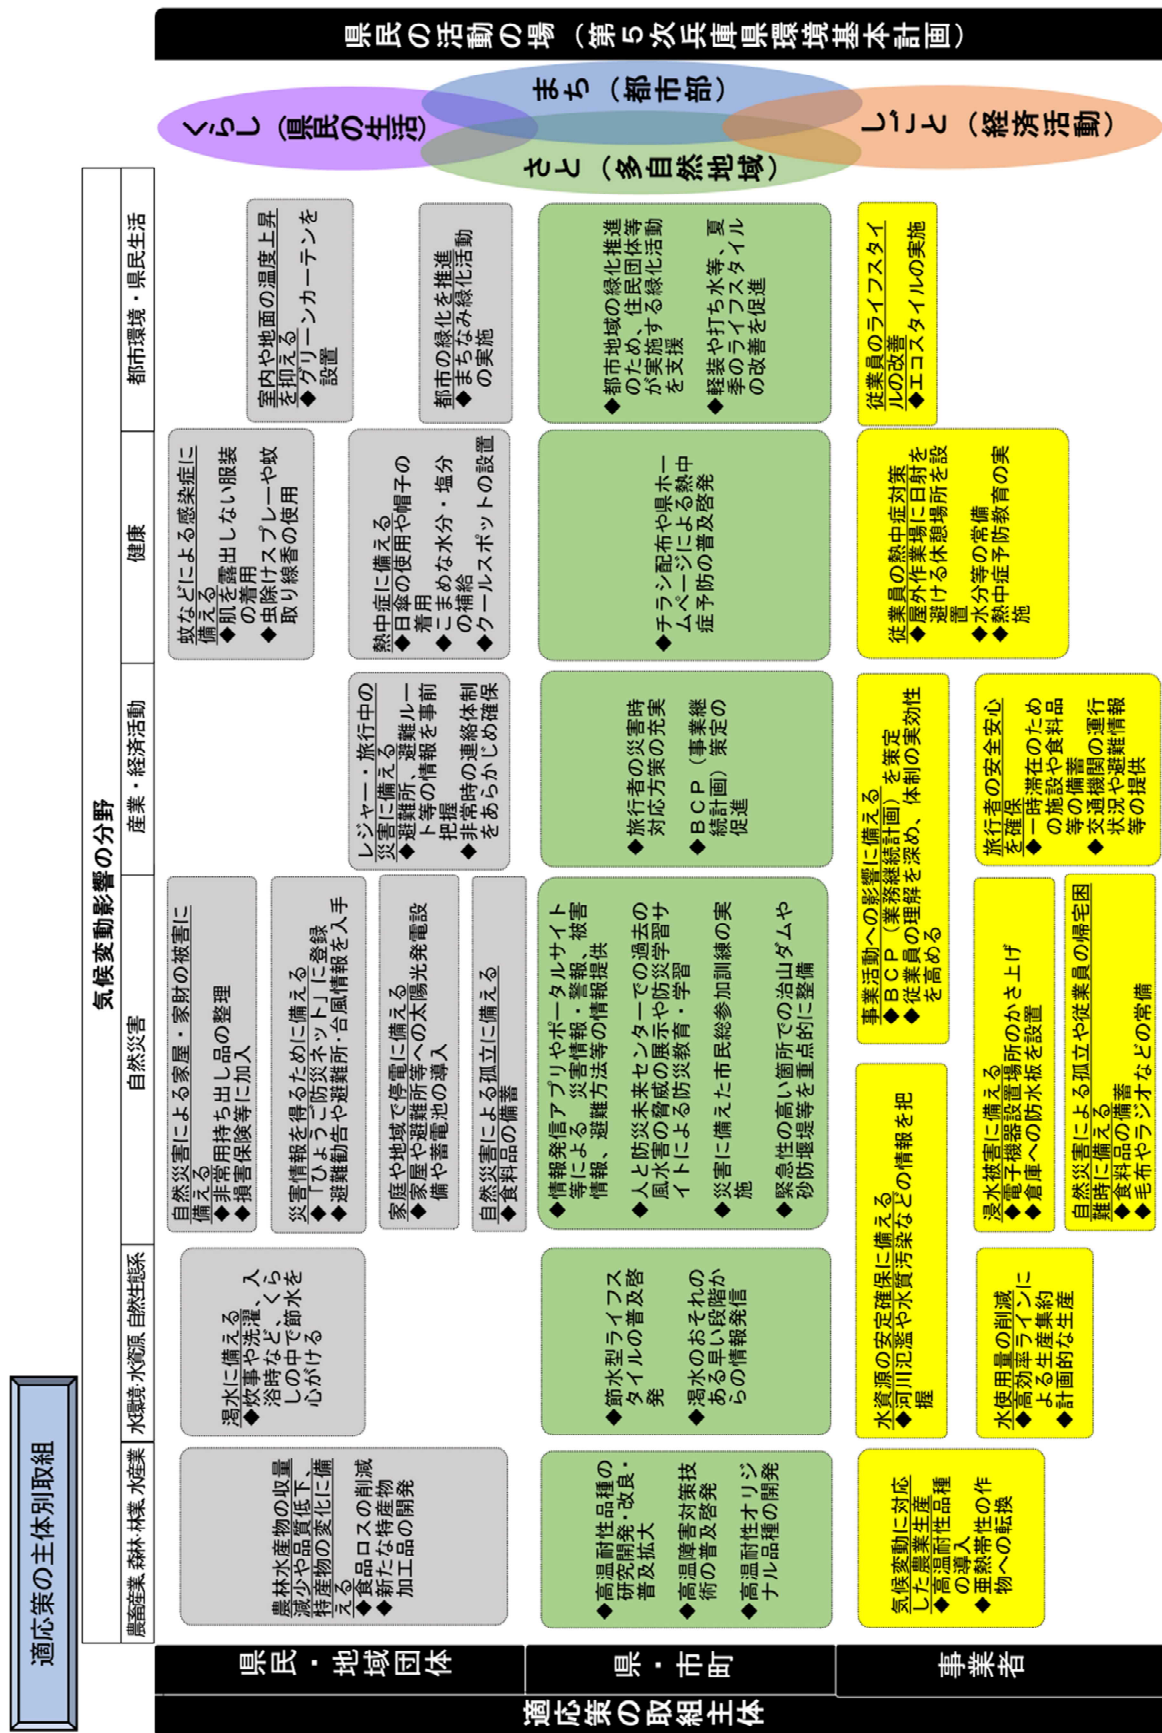 適応策の主体別取組
気候変動影響の分野
農畜産業、森林・林業、水産業
水環境・水資源、自然生態系
自然災害
産業・経済活動
健康
都市環境・県民生活
適応策の取組主体
県民・地域団体
農林水産物の収量
減少や品質低下、
特産物の変化に備
える
◆食品ロスの削減
◆新たな特産物
加工品の開発
渇水に備える
◆炊事や洗濯、入
浴時など、くら
しの中で節水を
心がける
自然災害による家屋・家財の被害に
備える
◆非常用持ち出し品の整理
◆損害保険等に加入
災害情報を得るために備える
◆「ひょうご防災ネット」に登録
◆避難勧告や避難所・台風情報を入手
家庭や地域で停電に備える
◆家屋や避難所等への太陽光発電設
備や蓄電池の導入
自然災害による孤立に備える
◆食料品の備蓄
レジャー・旅行中の
災害に備える
◆避難所、避難ルー
ト等の情報を事前
把握
◆非常時の連絡体制
をあらかじめ確保
蚊などによる感染症に
備える
◆肌を露出しない服装
の着用
◆虫除けスプレーや蚊
取り線香の使用
熱中症に備える
◆日傘の使用や帽子の
着用
◆こまめな水分・塩分
の補給
◆クールスポットの設置
室内や地面の温度上昇
を抑える
◆グリーンカーテンを
設置
都市の緑化を推進
◆まちなみ緑化活動
の実施
県・市町
◆高温耐性品種の
研究開発・改良・
普及拡大
◆高温障害対策技
術の普及啓発
◆高温耐性オリジ
ナル品種の開発
◆節水型ライフス
タイルの普及啓
発
◆渇水のおそれの
ある早い段階か
らの情報発信
◆情報発信アプリやポータルサイト
等による、災害情報・警報、被害
情報、避難方法等の情報提供
◆人と防災未来センターでの過去の
風水害の脅威の展示や防災学習サ
イトによる防災教育・学習
◆災害に備えた市民総参加訓練の実
施
◆緊急性の高い箇所での治山ダムや
砂防堰堤等を重点的に整備
◆旅行者の災害時
対応方策の充実
◆BCP（事業継
続計画）策定の
促進
◆チラシ配布や県ホー
ムページによる熱中
症予防の普及啓発
◆都市地域の緑化推進
のため、住民団体等
が実施する緑化活動
を支援
◆軽装や打ち水等、夏
季のライフスタイル
の改善を促進
事業者
気候変動に対応
した農業生産
◆高温耐性品種
の導入
◆亜熱帯性の作
物への転換
水資源の安定確保に備える
◆河川氾濫や水質汚染などの情報を把
握
水使用量の削減
◆高効率ラインに
よる生産集約
◆計画的な生産
事業活動への影響に備える
◆BCP（業務継続計画）を策定
◆従業員の理解を深め、体制の実効性
を高める
浸水被害に備える
◆電子機器設置場所のかさ上げ
◆倉庫への防水板を設置
自然災害による孤立や従業員の帰宅困
難時に備える
◆食料品の備蓄
◆毛布やラジオなどの常備
旅行者の安全安心
を確保
◆一時滞在のため
の施設や食料品
等の備蓄
◆交通機関の運行
状況や避難情報
等の提供
従業員の熱中症対策
◆屋外作業場に日射を
避ける休憩場所を設
置
◆水分等の常備
◆熱中症予防教育の実
施
従業員のライフスタイ
ルの改善
◆エコスタイルの実施
くらし（県民の生活）
まち（都市部）
さと（多自然地域）
しごと（経済活動）
県民の活動の場（第5次兵庫県環境基本計画）